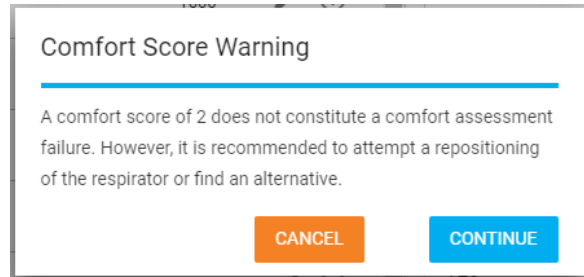 Comfort Score Warning
A comfort score of 2 does not constitute a comfort assessment
failure. However, it is recommended to attempt a repositioning
of the respirator or find an alternative.
CANCEL
CONTINUE